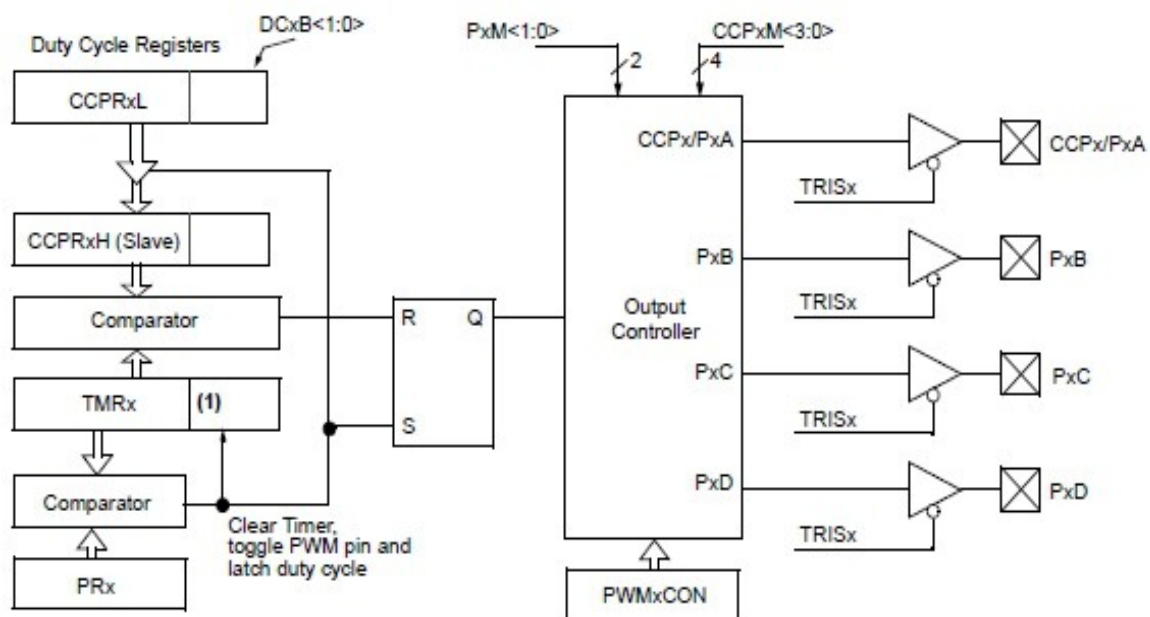 DCxB<1:0>
Duty Cycle Registers
CCPRxL
CCPRxH (Slave)
Comparator
TMRx
(1)
Comparator
PRx
Clear Timer,
toggle PWM pin and
latch duty cycle
R
Q
S
PxM<1:0>
CCPxM<3:0>
2
4
CCPx/PxA
PxB
Output
Controller
PxC
PxD
PWMxCON
TRISx
CCPx/PxA
TRISx
PxB
TRISx
PxC
TRISx
PxD